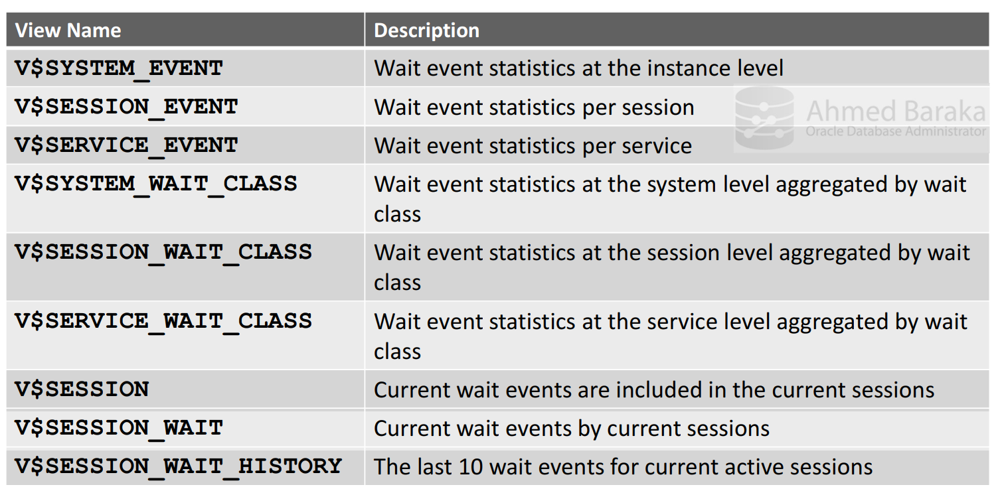 View Name Description
V$SYSTEM_EVENT Wait event statistics at the instance level
V$SESSION_EVENT Wait event statistics per session
V$SERVICE_EVENT Wait event statistics per service
Ahmed Baraka
Oracle Database Administrator
V$SYSTEM_WAIT_CLASS Wait event statistics at the system level aggregated by wait
class
V$SESSION_WAIT_CLASS Wait event statistics at the session level aggregated by wait
class
V$SERVICE_WAIT_CLASS Wait event statistics at the service level aggregated by wait
class
V$SESSION Current wait events are included in the current sessions
V$SESSION_WAIT Current wait events by current sessions
V$SESSION_WAIT_HISTORY The last 10 wait events for current active sessions